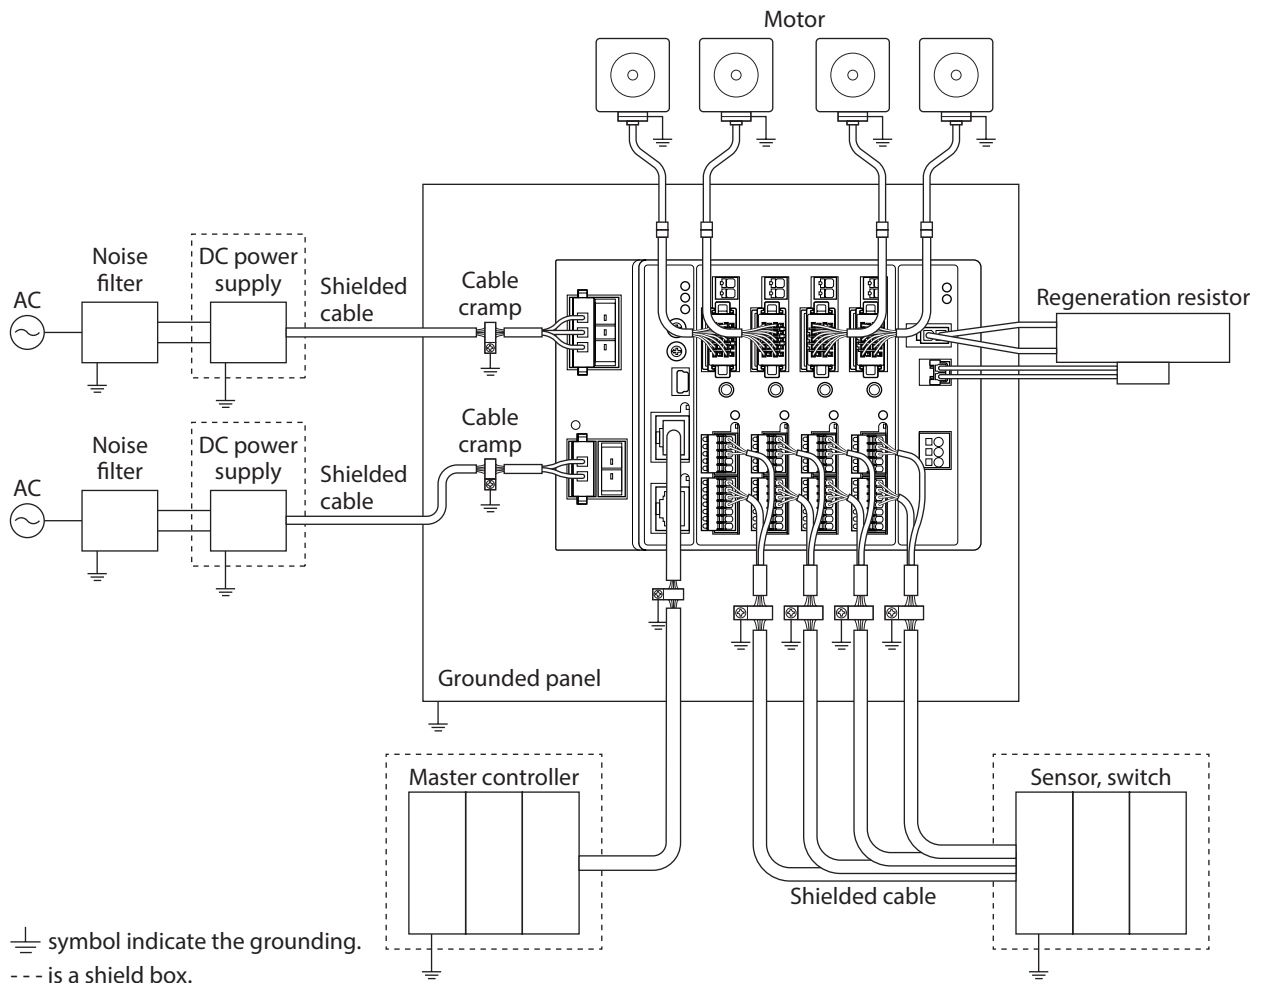 Motor
Noise
filter
DC power
supply
AC
Shielded
cable
Cable
cramp
Regeneration resistor
Noise
filter
DC power
supply
AC
Shielded
cable
Cable
cramp
Grounded panel
Master controller
Sensor, switch
Shielded cable
symbol indicate the grounding.
--- is a shield box.